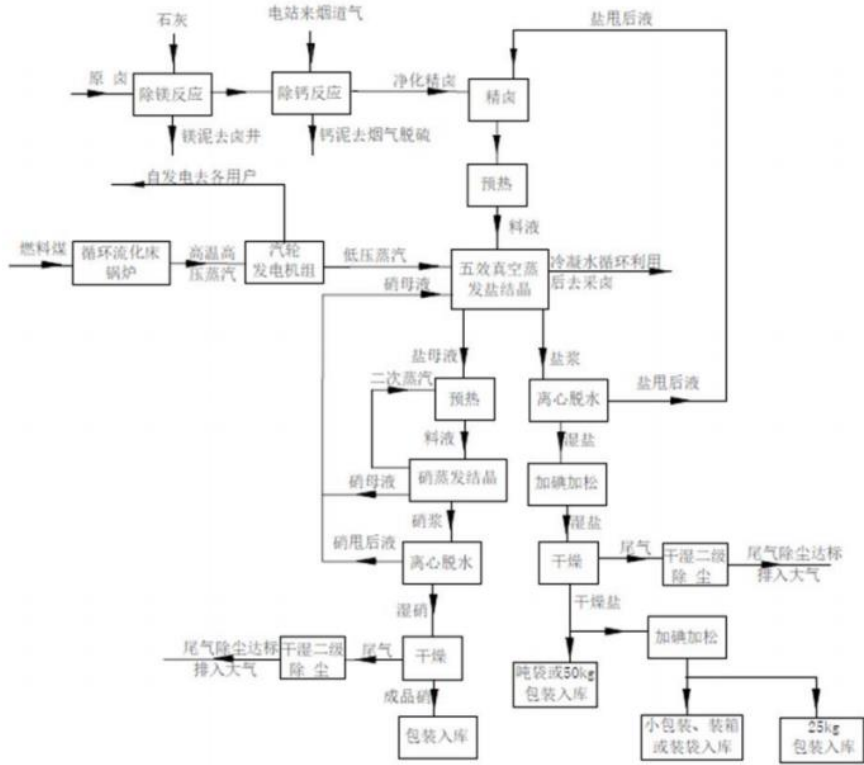 石灰
电站来烟道气
盐甩后液
原 卤
除镁反应
除钙反应
净化精卤
精卤
镁泥去卤井
钙泥去烟气脱硫
自发电去各用户
预热
料液
燃料煤
循环流化床
锅炉
高温高
压蒸汽
汽轮
发电机组
低压蒸汽
硝母液
五效真空蒸
发盐结晶
冷凝水循环利用
后去采卤
盐母液
盐浆
二次蒸汽
预热
离心脱水
盐甩后液
料液
湿盐
硝母液
硝蒸发结晶
加碘加松
硝浆
湿盐
硝甩后液
离心脱水
干燥
尾气
干湿二级
除 尘
尾气除尘达标
排入大气
湿硝
干燥盐
尾气除尘达标
排入大气
干湿二级
除 尘
尾气
干燥
加碘加松
成品硝
吨袋或50kg
包装入库
包装入库
小包装、装箱
或装袋入库
25kg
包装入库